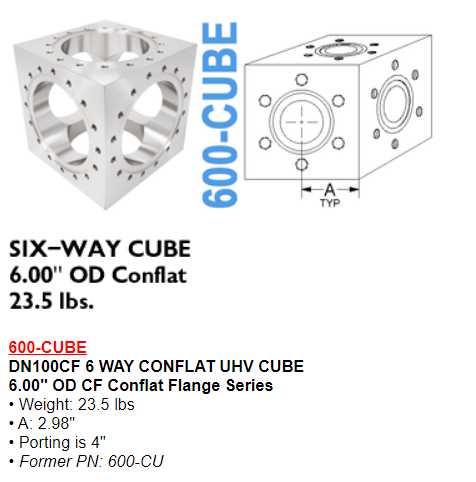 600-CUBE
A
TYP
SIX-WAY CUBE
6.00" OD Conflat
23.5 lbs.
600-CUBE
DN100CF 6 WAY CONFLAT UHV CUBE
6.00" OD CF Conflat Flange Series
• Weight: 23.5 lbs
• A: 2.98"
• Porting is 4"
• Former PN: 600-CU